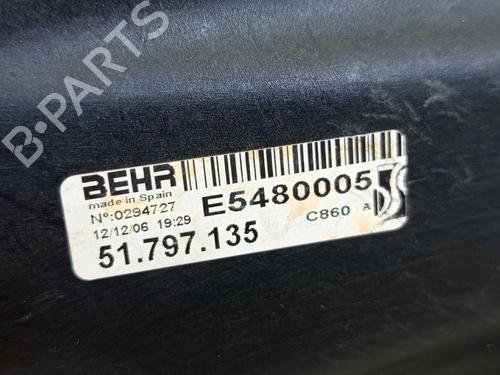 BEHR
made in Spain
Nº:0294727
E5480005
12/12/06 19:29
C860 A
51.797.135
B-PARTS